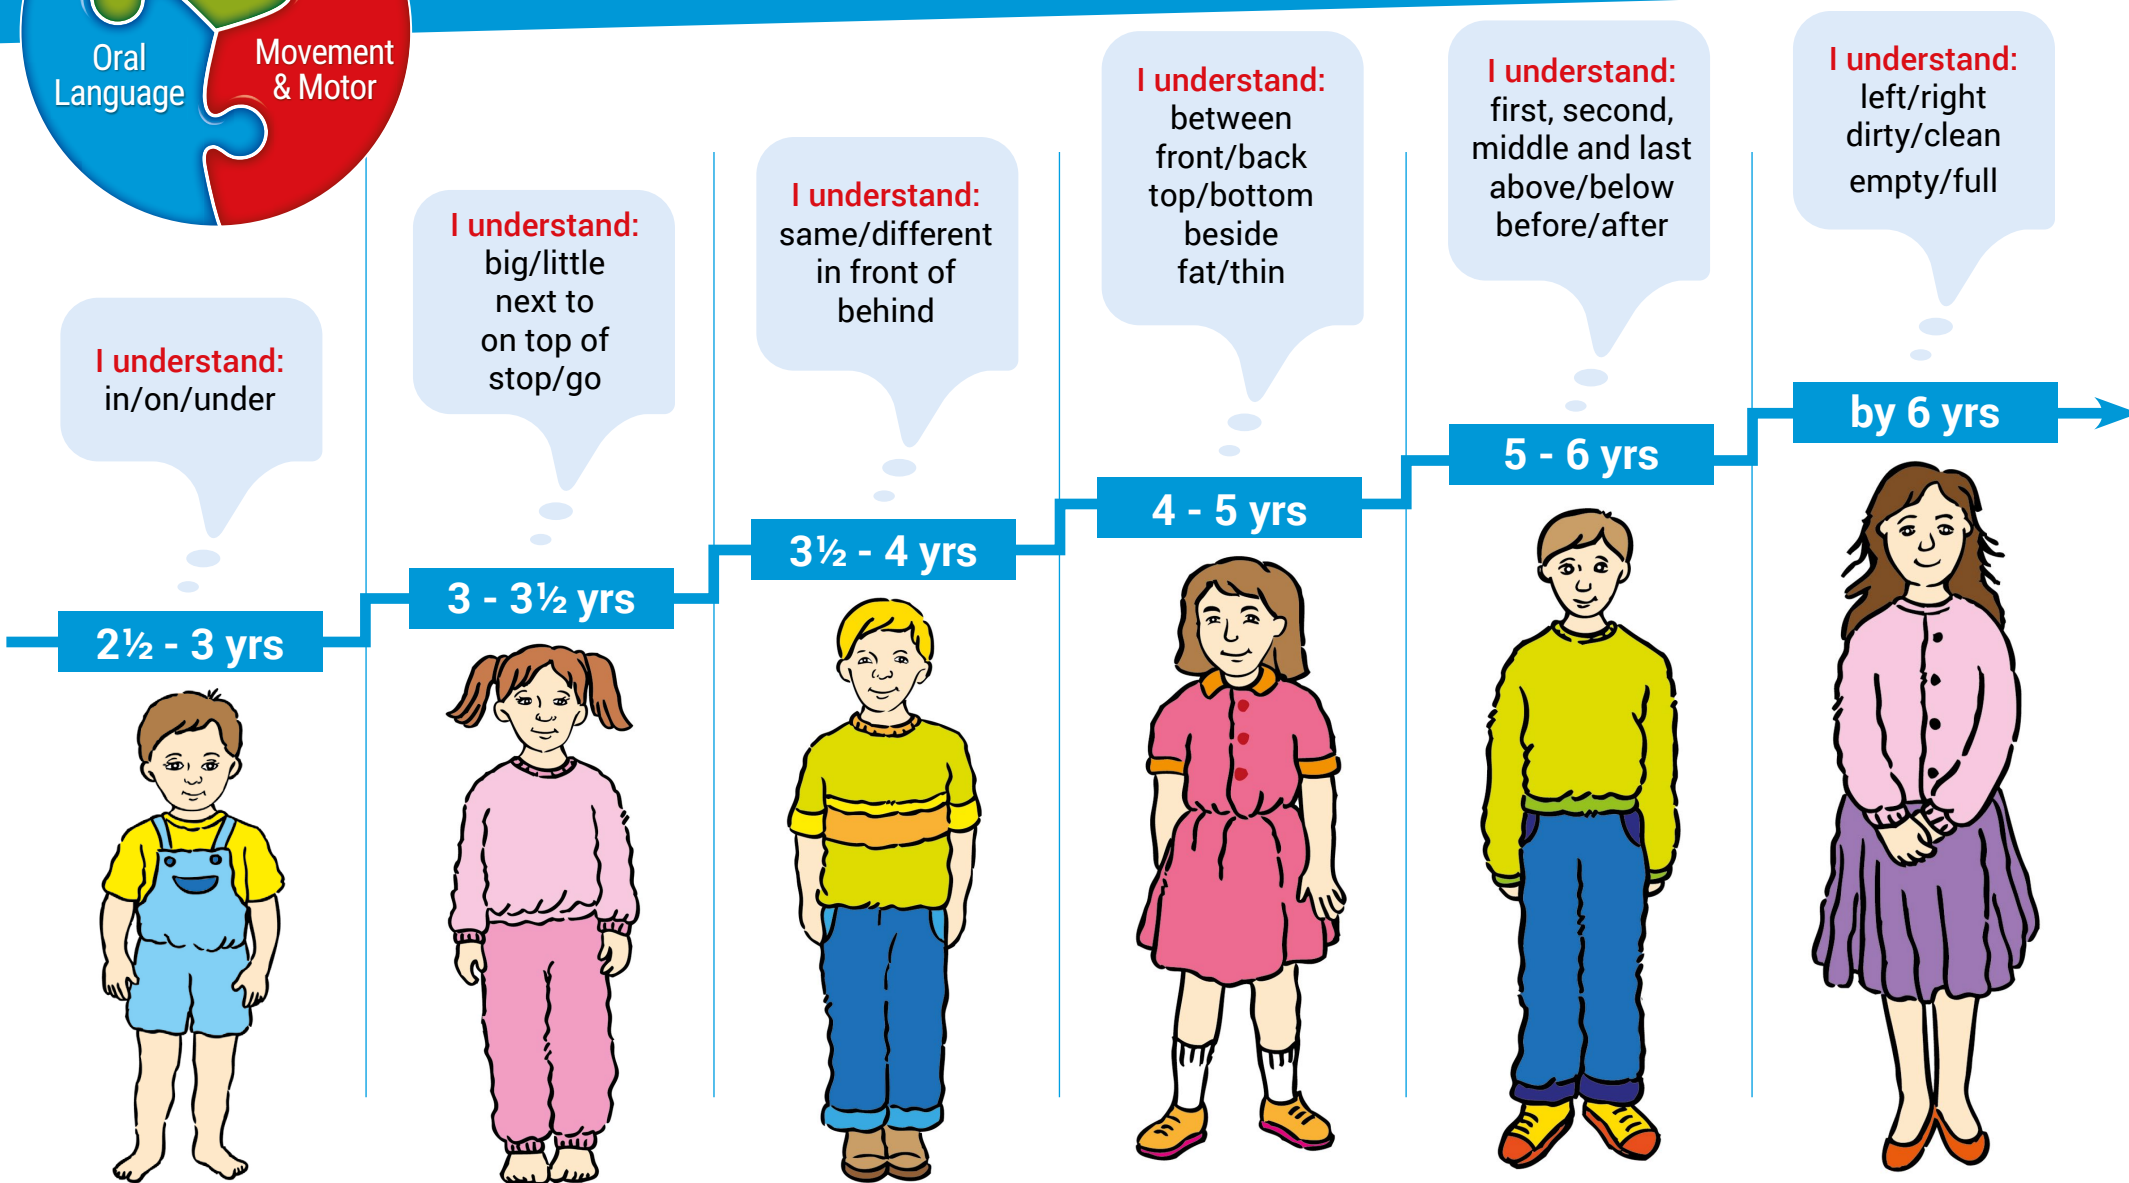 Oral
Language
Movement
& Motor
I understand:
in/on/under
2½ - 3 yrs
I understand:
big/little
next to
on top of
stop/go
3 - 3½ yrs
I understand:
same/different
in front of
behind
3½ - 4 yrs
I understand:
between
front/back
top/bottom
beside
fat/thin
4 - 5 yrs
I understand:
first, second,
middle and last
above/below
before/after
5 - 6 yrs
I understand:
left/right
dirty/clean
empty/full
by 6 yrs